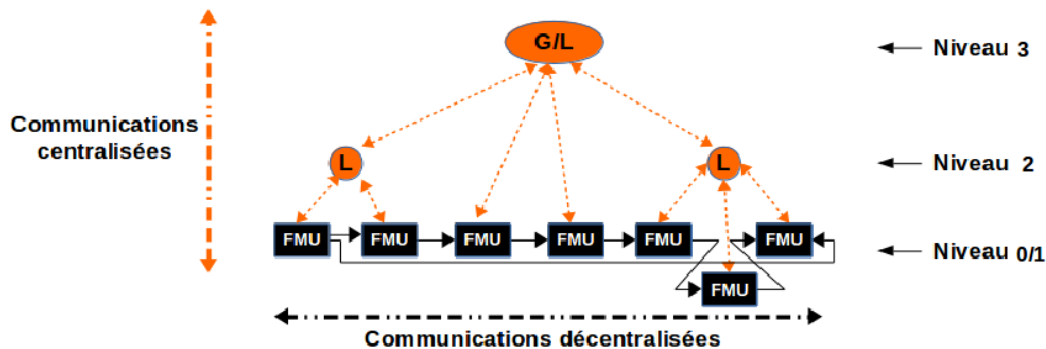 G/L
Niveau 3
Communications
centralisées
L
L
Niveau 2
FMU
FMU
FMU
FMU
FMU
FMU
Niveau 0/1
FMU
Communications décentralisées